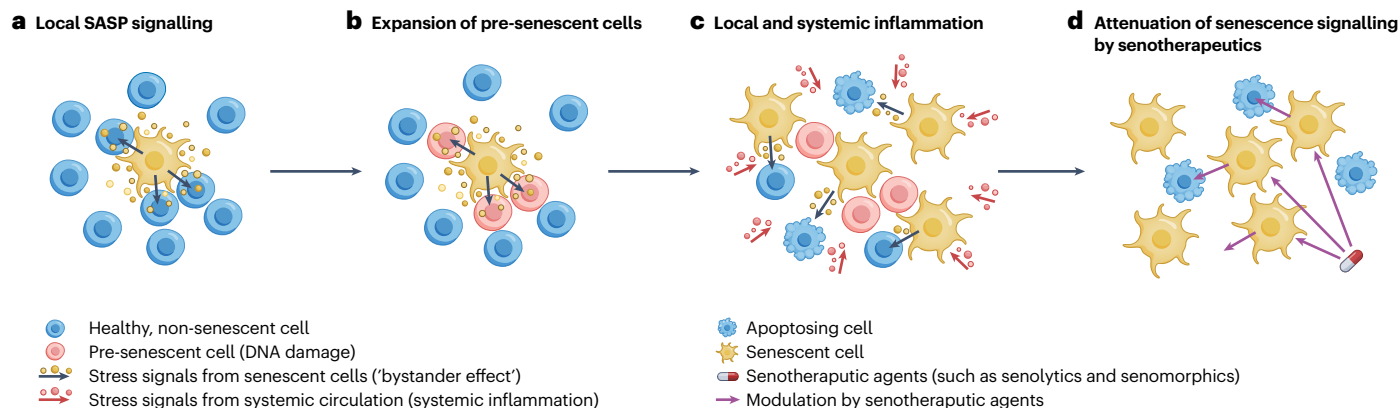 a Local SASP signalling
b Expansion of pre-senescent cells
c Local and systemic inflammation
d Attenuation of senescence signalling
by senotherapeutics
Healthy, non-senescent cell
Pre-senescent cell (DNA damage)
Stress signals from senescent cells ('bystander effect')
Stress signals from systemic circulation (systemic inflammation)
Apoptosing cell
Senescent cell
Senotheraputic agents (such as senolytics and senomorphics)
Modulation by senotheraputic agents